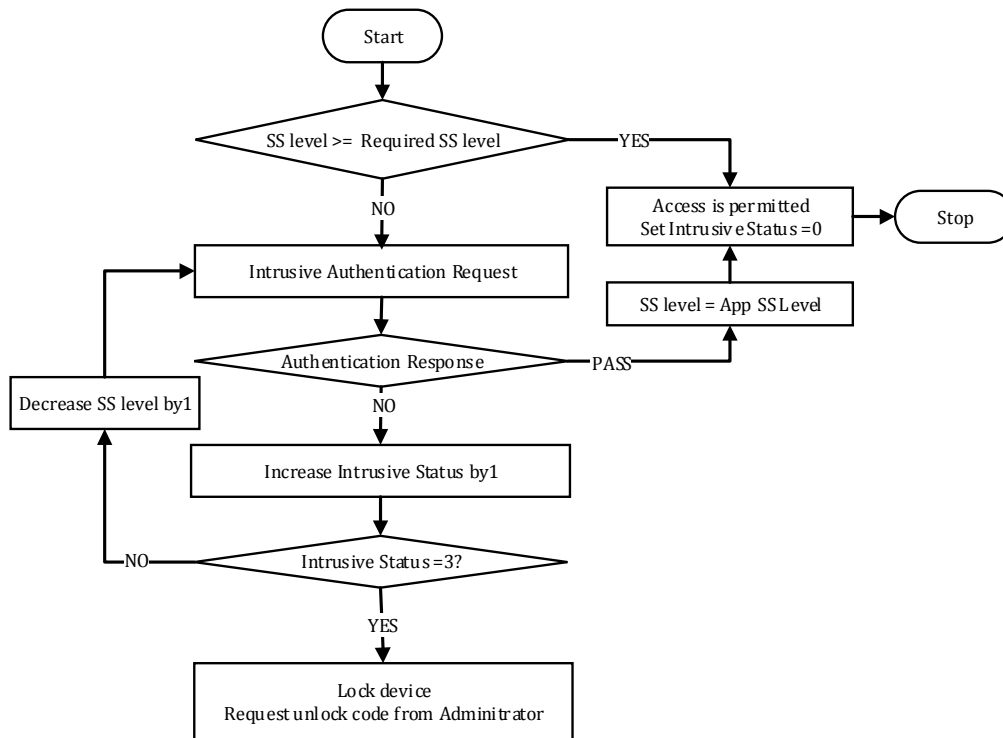 Start
SS level >= Required SS level
YES
NO
Access is permitted
Set Intrusive Status =0
Stop
Intrusive Authentication Request
SS level = App SS Level
Authentication Response
PASS
Decrease SS level by1
NO
Increase Intrusive Status by1
Intrusive Status =3?
NO
YES
Lock device
Request unlock code from Adminitrator